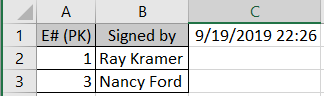 A B C
1 E# (PK) Signed by 9/19/2019 22:26
2 1 Ray Kramer
3 3 Nancy Ford